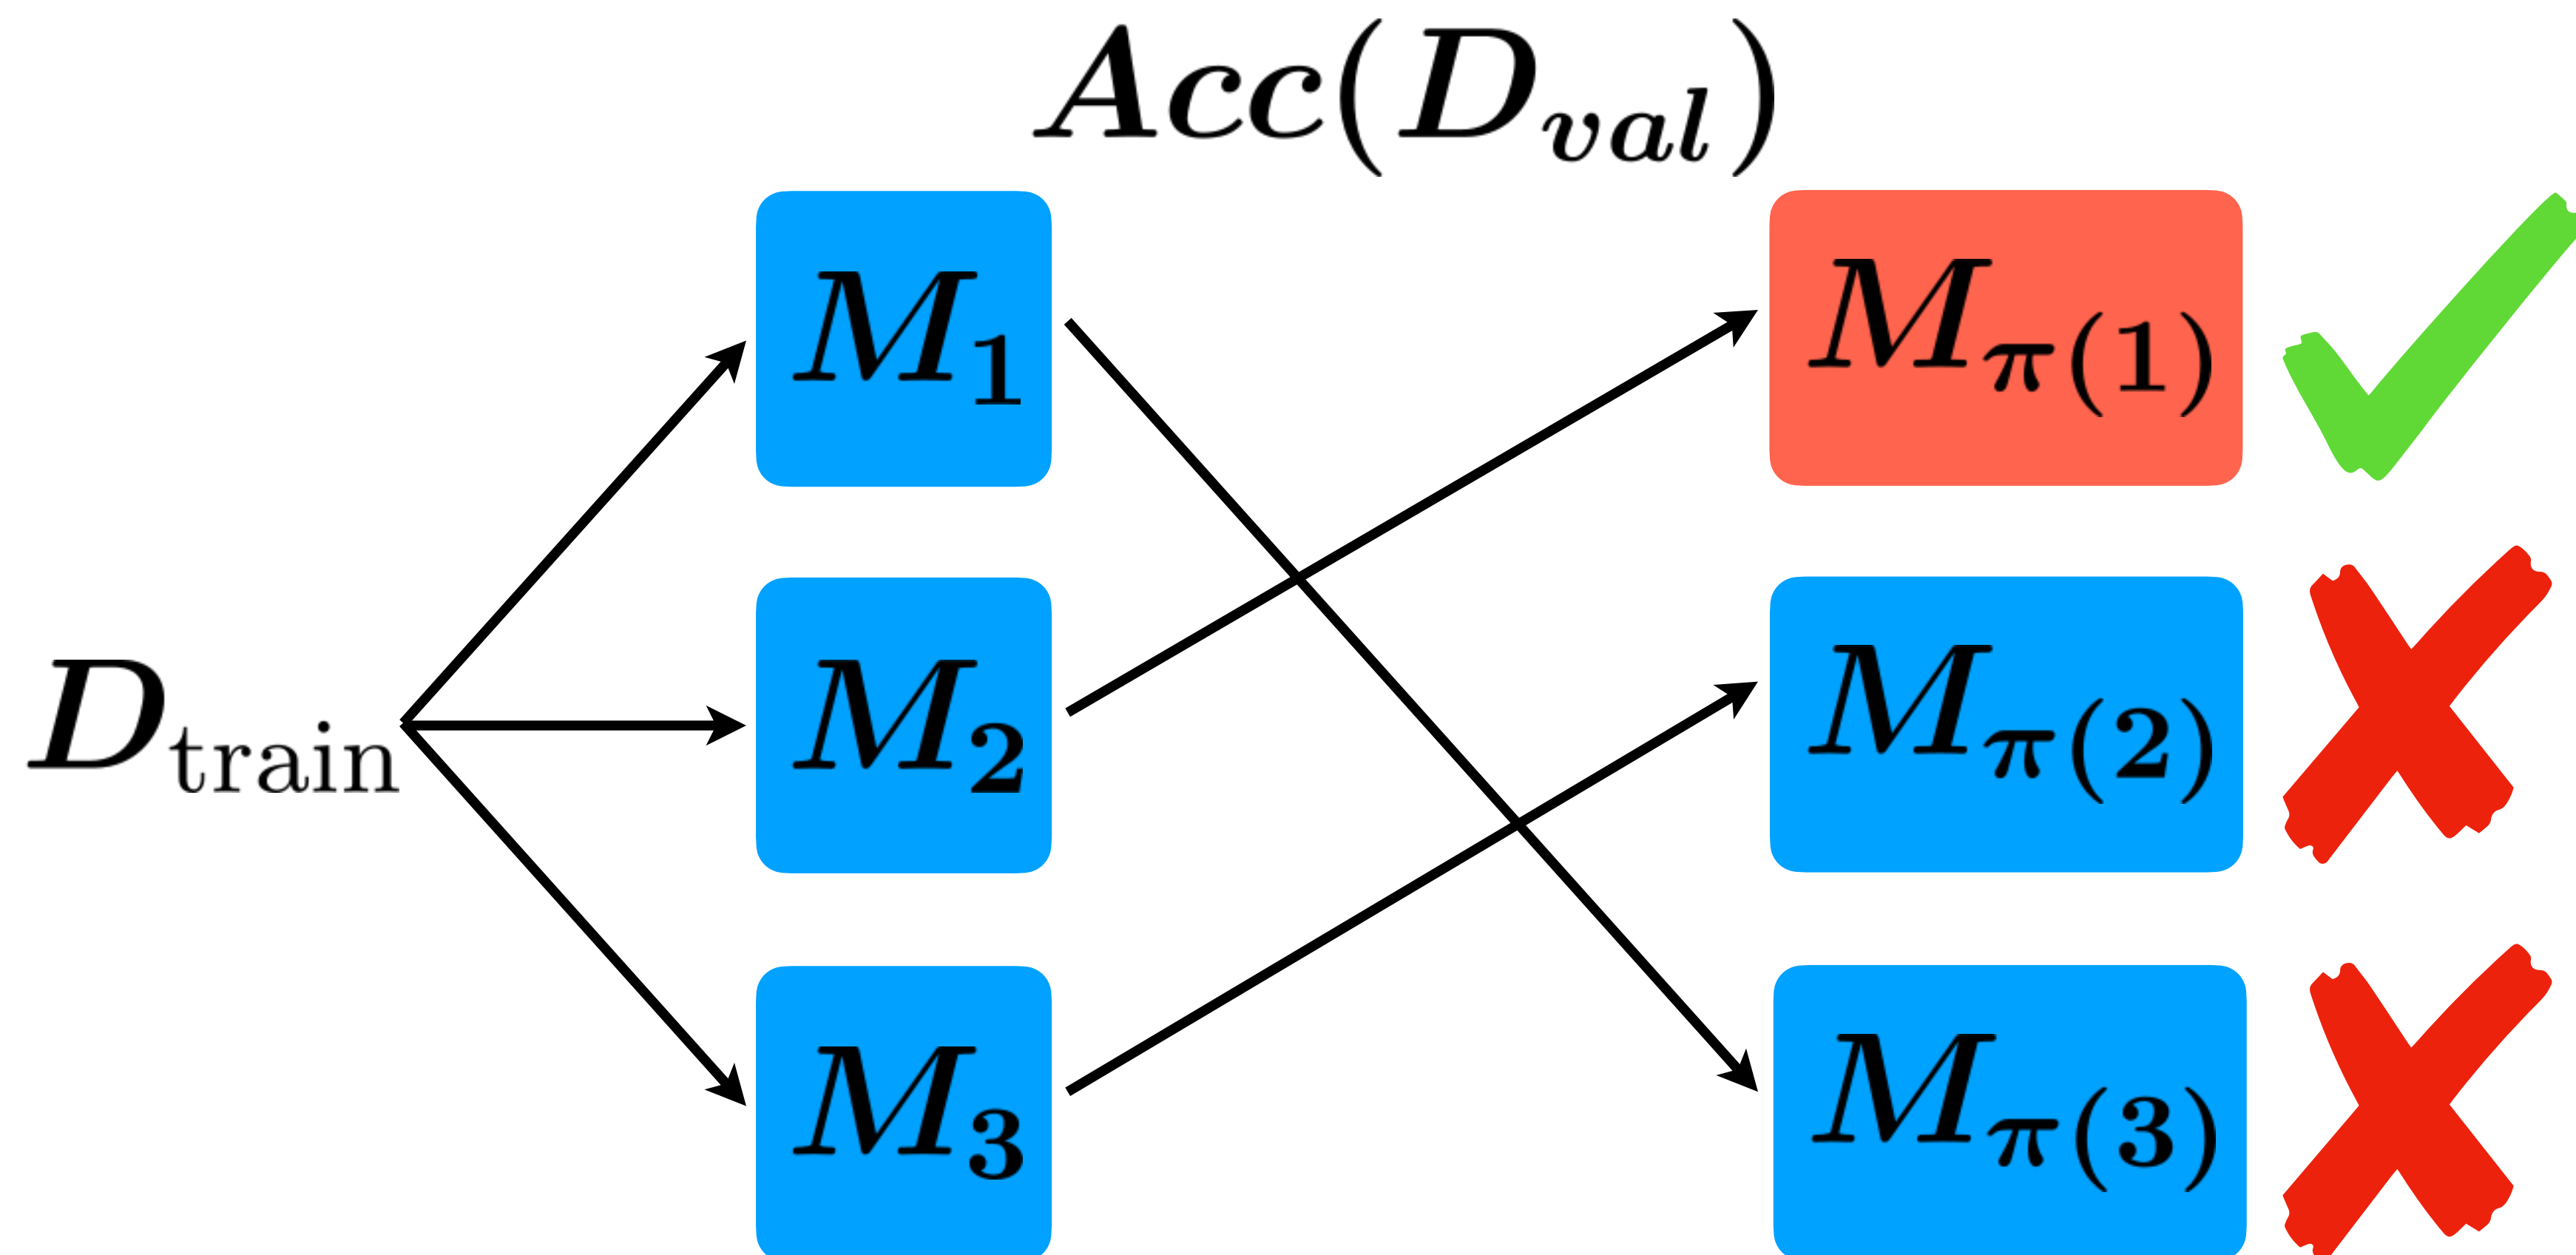 Acc(D_val)
M_1 M_π(1)
D_train M_2 M_π(2)
M_3 M_π(3)